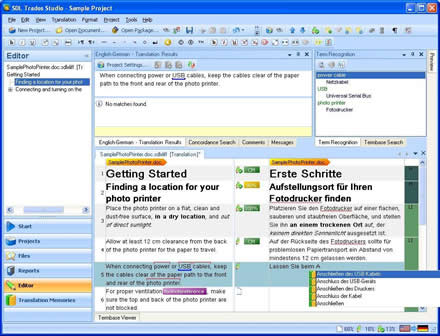 SDL Trados Studio - Sample Project
File Edit View Translation Format Project Tools Window Help
New Project... Open Document... Open Package...
Editor
SamplePhotoPrinter.doc.sdlxliff [Translation]
Getting Started
Finding a location for your phot
Connecting and turning on the
Start
Projects
Files
Reports
Editor
Translation Memories
English-German - Translation Results
Project Settings...
When connecting power or USB cables, keep the cables clear of the paper
path to the front and rear of the photo printer.
No matches found.
English-German - Translation Results Concordance Search Comments Messages
Term Recognition
power cable
Netzkabel
USB
Universal Serial Bus
photo printer
Fotodrucker
Term Recognition Termbase Search
Preview
SamplePhotoPrinter.doc.sdlxliff [Translation]*
SamplePhotoPrinter.doc
SamplePhotoPrinter.doc
1 Getting Started
Erste Schritte
2 Finding a location for your
photo printer
Aufstellungsort für Ihren
Fotodrucker finden
3 Place the photo printer on a flat, clean and
dust-free surface, in a dry location, and out
of direct sunlight.
Platzieren Sie den Fotodrucker auf einer flachen,
sauberen und staubfreien Oberfläche, und stellen
Sie ihn an einem trockenen Ort auf, der
keinem direkten Sonnenlicht ausgesetzt ist.
4 Allow at least 12 cm clearance from the back
of the photo printer for the paper to travel.
Auf der Rückseite des Fotodruckers sollte für
problemlosen Papiertransport ein Abstand von
mindestens 12 cm eingehalten werden.
5 When connecting power or USB cables, keep
the cables clear of the paper path to the front
and rear of the photo printer.
Lassen Sie beim A
Anschließen des USB-Kabels
Anschluss des USB-Geräts
Anschließen des Druckers
Anschluss der Kabel
Anschließen
6 For proper ventilation make
sure the top and back of the photo printer are
not blocked.
Termbase Viewer